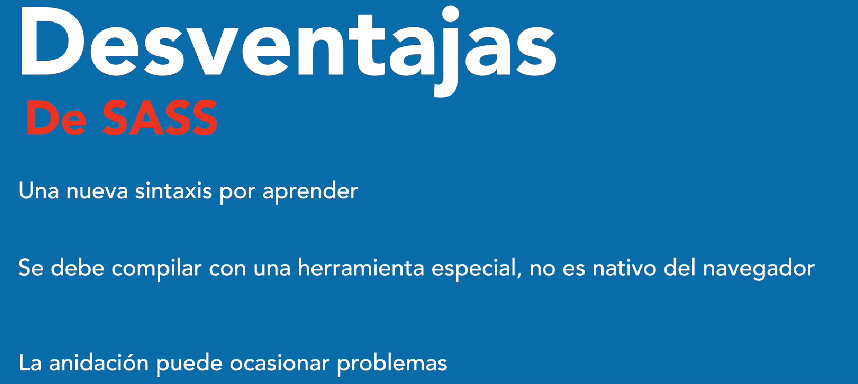 Desventajas
De SASS
Una nueva sintaxis por aprender
Se debe compilar con una herramienta especial, no es nativo del navegador
La anidación puede ocasionar problemas